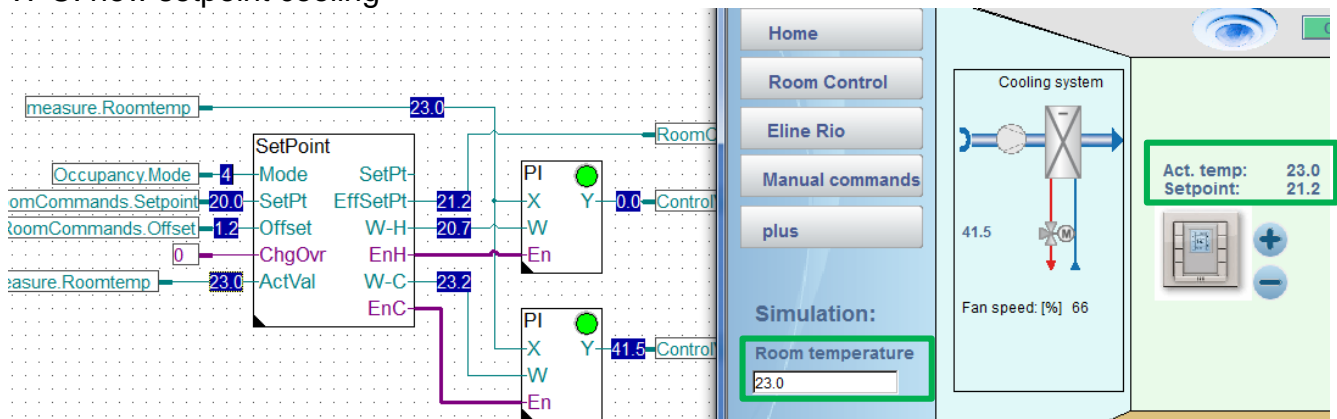 measure.Roomtemp
23.0
SetPoint
Occupancy.Mode 4 Mode SetPt
omCommands.Setpoint 20.0 SetPt EffSetPt 21.2
RoomCommands.Offset 1.2 Offset W-H 20.7
0 ChgOvr EnH
easure.Roomtemp 23.0 ActVal W-C 23.2
EnC
RoomC
PI
X Y 0.0 Control
W
En
PI
X Y 41.5 Control
W
En
Home
Room Control
Eline Rio
Manual commands
plus
Simulation:
Room temperature
23.0
Cooling system
41.5
M
Fan speed: [%] 66
Act. temp: 23.0
Setpoint: 21.2